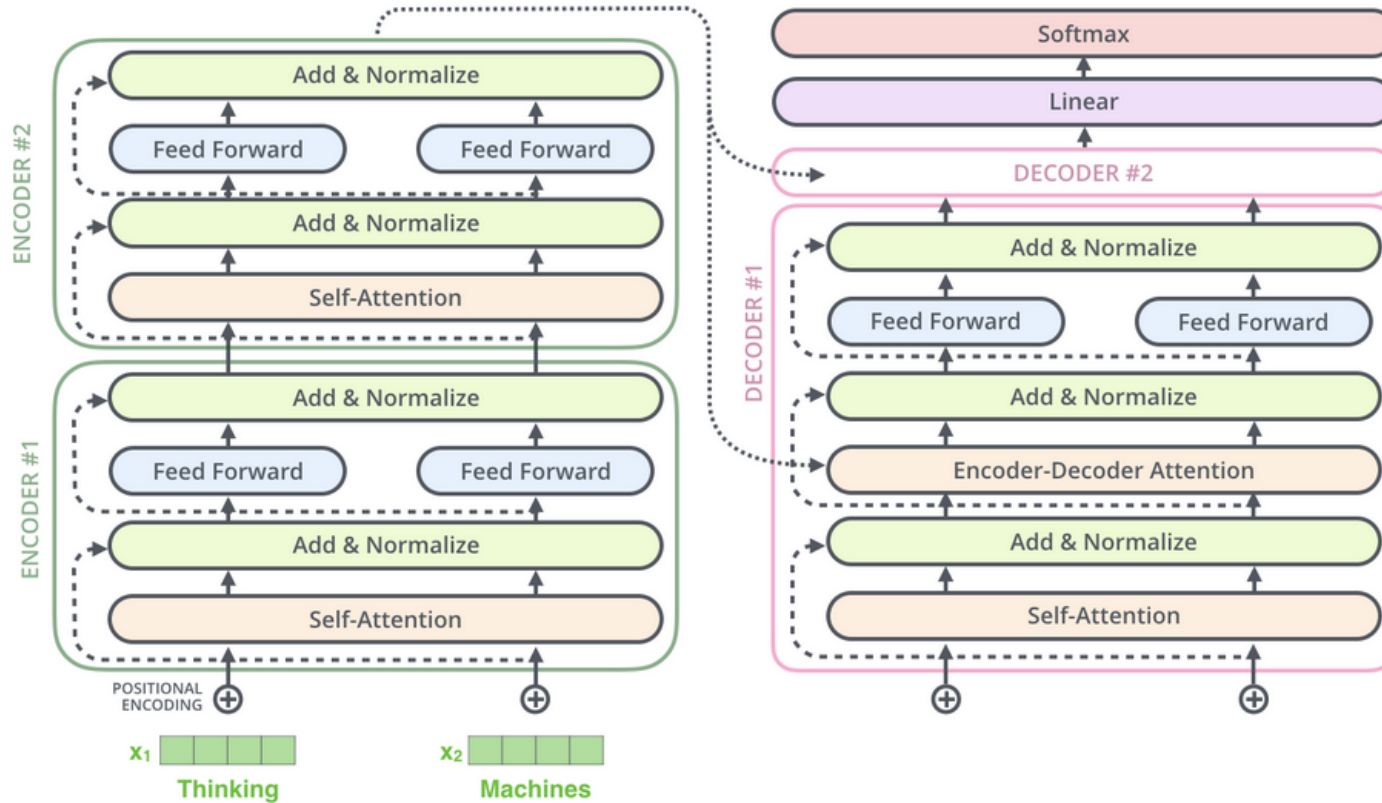 ENCODER #2
Add & Normalize
Feed Forward Feed Forward
Add & Normalize
Self-Attention
ENCODER #1
Add & Normalize
Feed Forward Feed Forward
Add & Normalize
Self-Attention
POSITIONAL
ENCODING
x₁ x₂
Thinking Machines
Softmax
Linear
DECODER #2
DECODER #1
Add & Normalize
Feed Forward Feed Forward
Add & Normalize
Encoder-Decoder Attention
Add & Normalize
Self-Attention